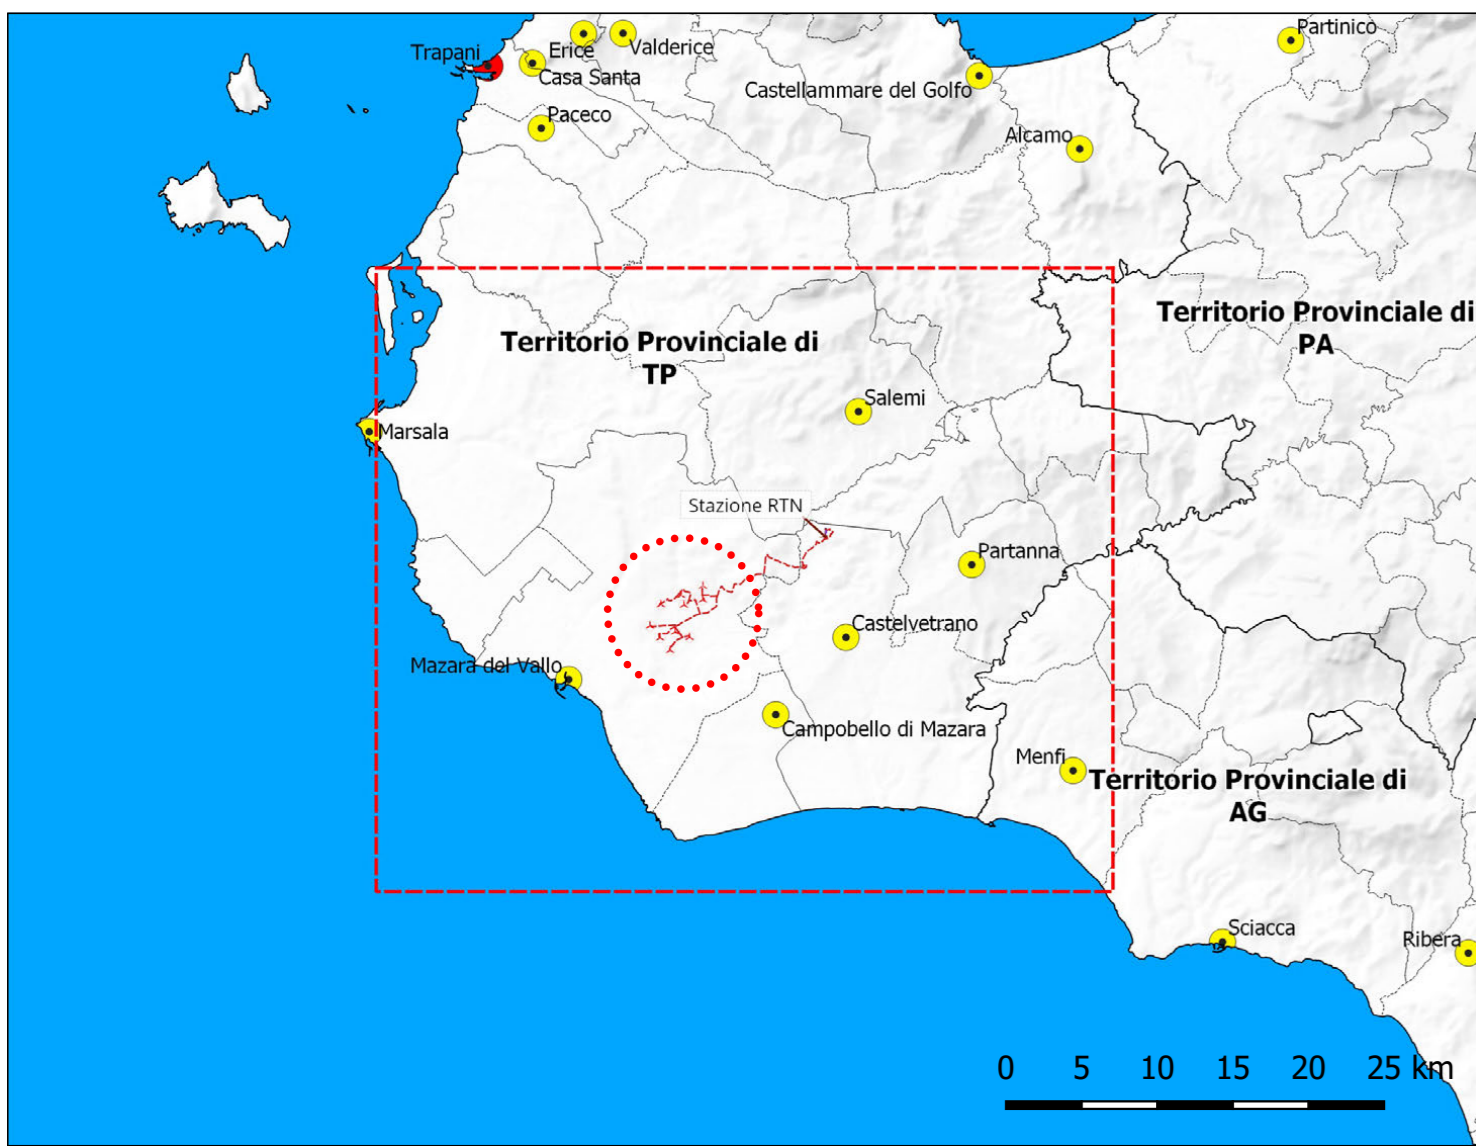 Partinico
Trapani
Erice
Valderice
Casa Santa
Castellammare del Golfo
Paceco
Alcamo
Territorio Provinciale di
PA
Territorio Provinciale di
TP
Salemi
Marsala
Stazione RTN
Partanna
Castelvetrano
Mazara del Vallo
Campobello di Mazara
Menfi
Territorio Provinciale di
AG
Sciacca
Ribera
0 5 10 15 20 25 km